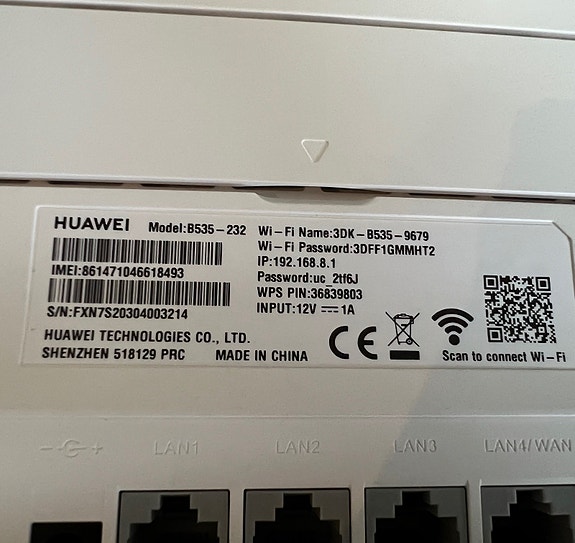 HUAWEI Model:B535-232
IMEI:861471046618493
S/N:FXN7S20304003214
HUAWEI TECHNOLOGIES CO., LTD.
SHENZHEN 518129 PRC MADE IN CHINA
Wi-Fi Name:3DK-B535-9679
Wi-Fi Password:3DFF1GMMHT2
IP:192.168.8.1
Password:uc_2tf6J
WPS PIN:36839803
INPUT:12V ⎓ 1A
CE
Scan to connect Wi-Fi
LAN1 LAN2 LAN3 LAN4/WAN